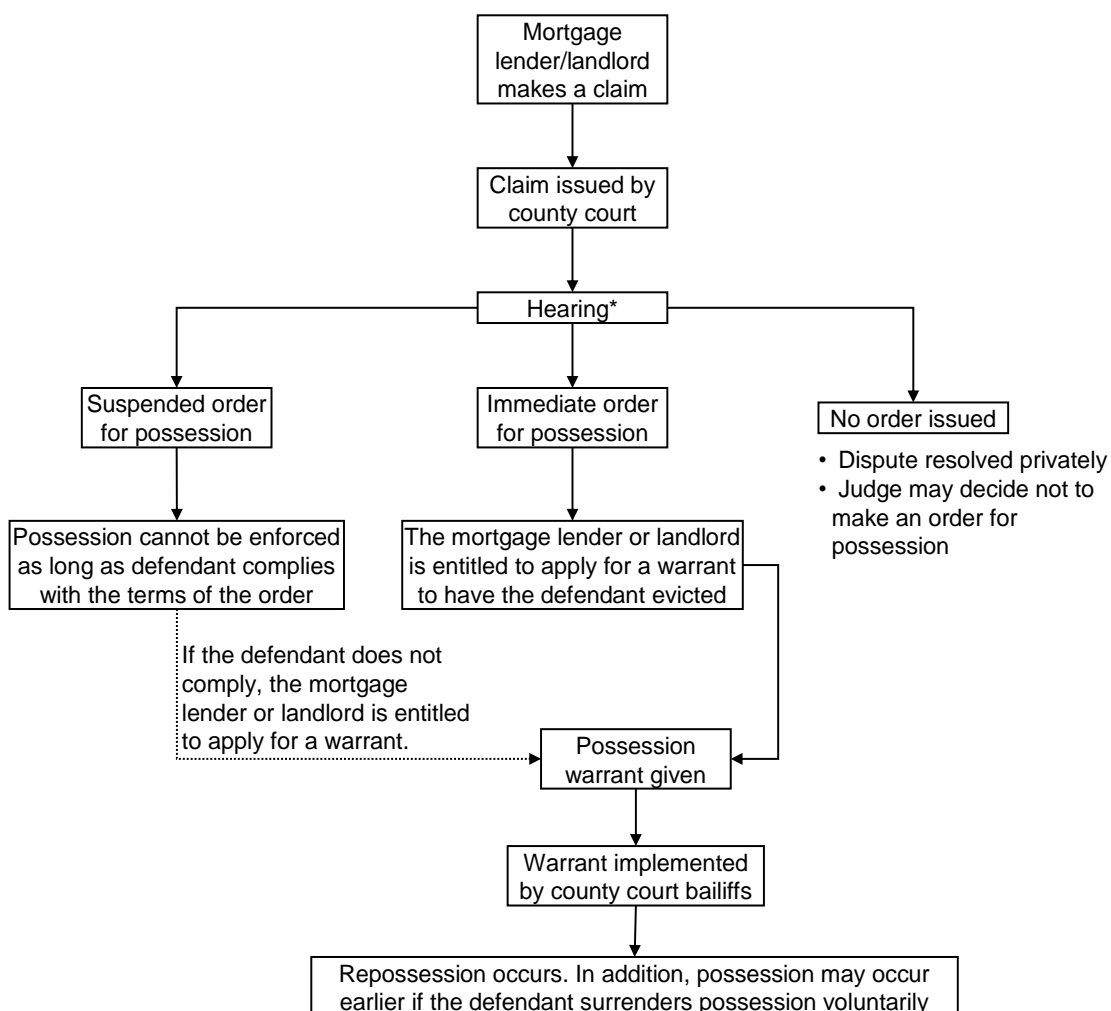 Mortgage
lender/landlord
makes a claim
Claim issued by
county court
Hearing*
Suspended order
for possession
Immediate order
for possession
No order issued
• Dispute resolved privately
• Judge may decide not to
make an order for
possession
Possession cannot be enforced
as long as defendant complies
with the terms of the order
The mortgage lender or landlord
is entitled to apply for a warrant
to have the defendant evicted
If the defendant does not
comply, the mortgage
lender or landlord is entitled
to apply for a warrant.
Possession
warrant given
Warrant implemented
by county court bailiffs
Repossession occurs. In addition, possession may occur
earlier if the defendant surrenders possession voluntarily